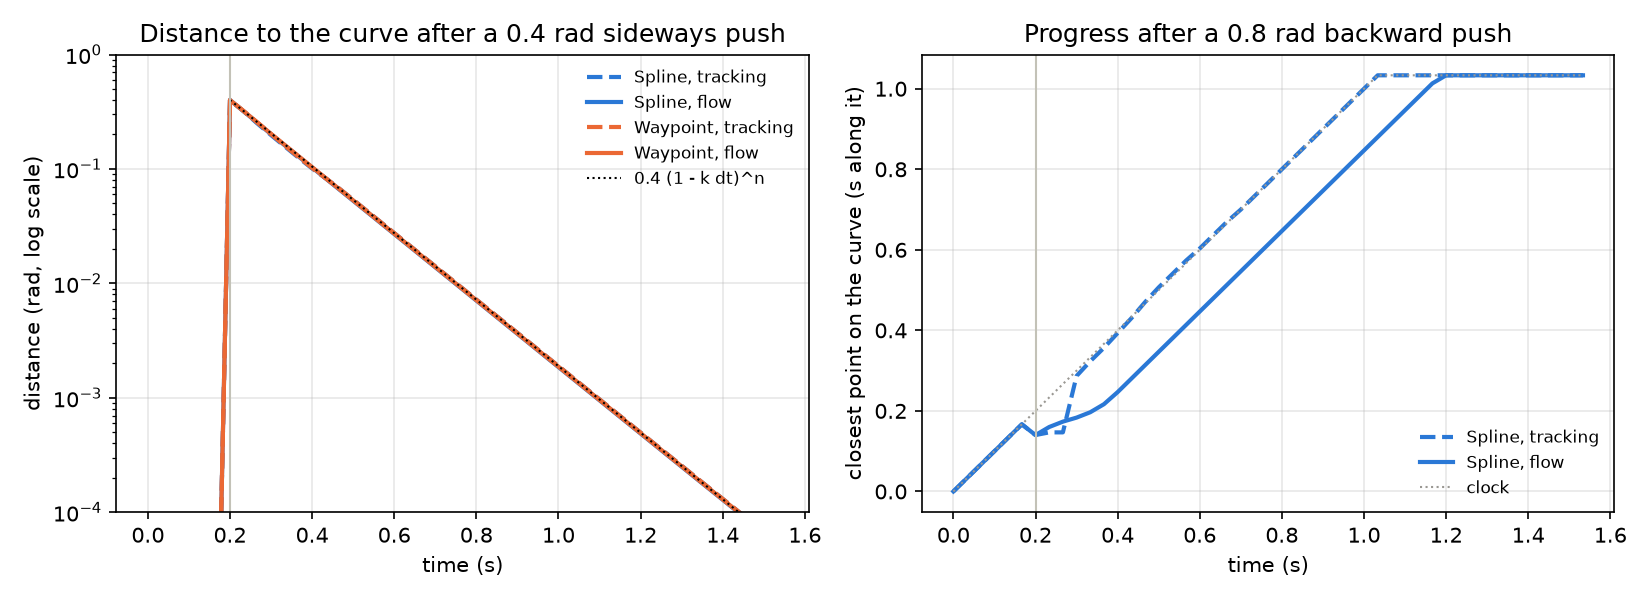 Distance to the curve after a 0.4 rad sideways push
distance (rad, log scale)
10^0
10^-1
10^-2
10^-3
10^-4
Spline, tracking
Spline, flow
Waypoint, tracking
Waypoint, flow
0.4 (1 - k dt)^n
0.0 0.2 0.4 0.6 0.8 1.0 1.2 1.4 1.6
time (s)
Progress after a 0.8 rad backward push
closest point on the curve (s along it)
1.0
0.8
0.6
0.4
0.2
0.0
Spline, tracking
Spline, flow
clock
0.0 0.2 0.4 0.6 0.8 1.0 1.2 1.4 1.6
time (s)